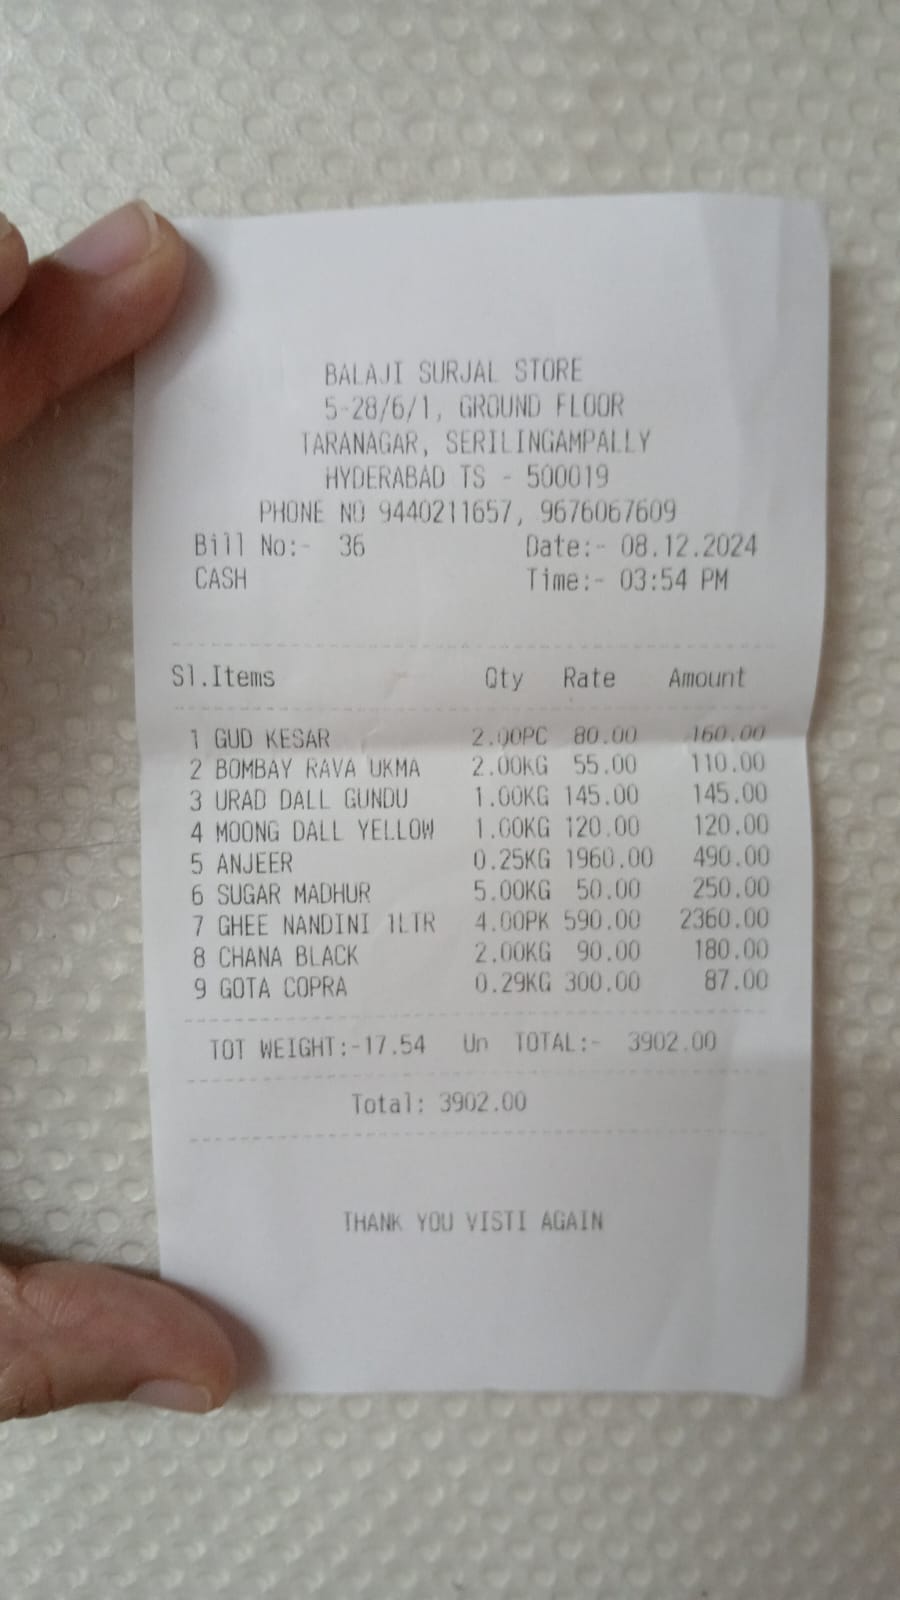 BALAJI SURJAL STORE
5-28/6/1, GROUND FLOOR
TARANAGAR, SERILINGAMPALLY
HYDERABAD TS - 500019
PHONE NO 9440211657, 9676067609
Bill No:- 36 Date:- 08.12.2024
CASH Time:- 03:54 PM
Sl.Items Qty Rate Amount
1 GUD KESAR 2.00PC 80.00 160.00
2 BOMBAY RAVA UKMA 2.00KG 55.00 110.00
3 URAD DALL GUNDU 1.00KG 145.00 145.00
4 MOONG DALL YELLOW 1.00KG 120.00 120.00
5 ANJEER 0.25KG 1960.00 490.00
6 SUGAR MADHUR 5.00KG 50.00 250.00
7 GHEE NANDINI 1LTR 4.00PK 590.00 2360.00
8 CHANA BLACK 2.00KG 90.00 180.00
9 GOTA COPRA 0.29KG 300.00 87.00
TOT WEIGHT:-17.54 Un TOTAL:- 3902.00
Total: 3902.00
THANK YOU VISTI AGAIN